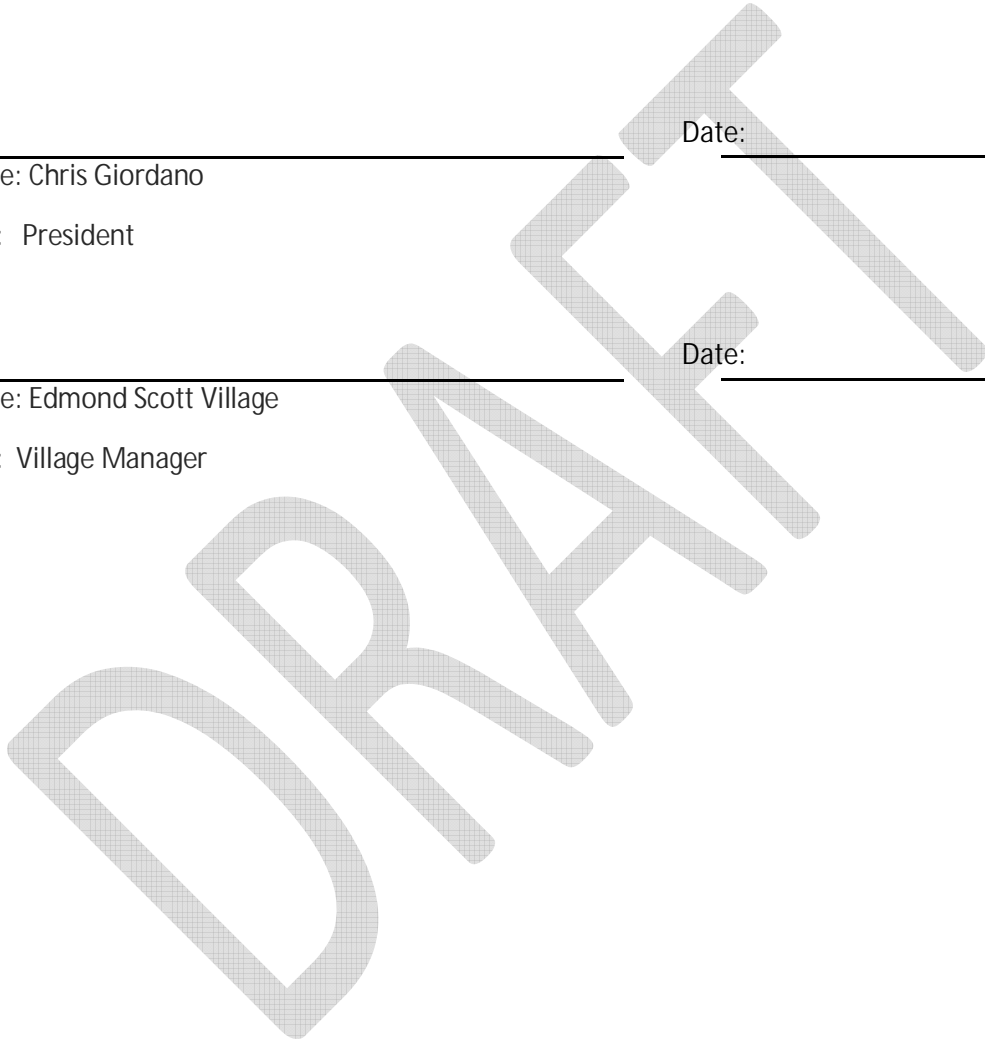 Date:
e: Chris Giordano
: President
Date:
e: Edmond Scott Village
: Village Manager
DRAFT